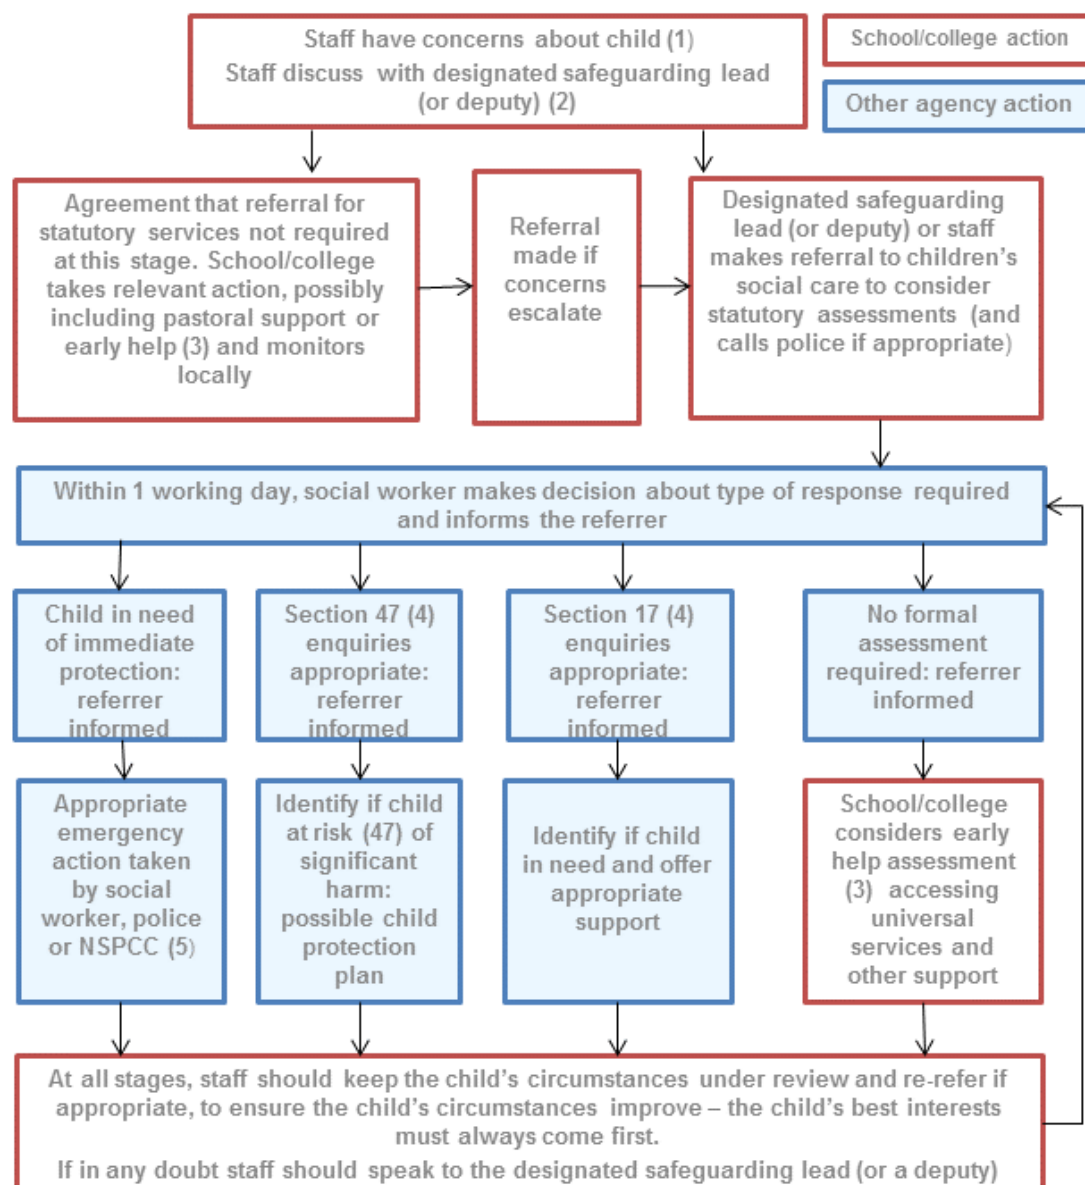 Staff have concerns about child (1)
Staff discuss with designated safeguarding lead
(or deputy) (2)
School/college action
Other agency action
Agreement that referral for
statutory services not required
at this stage. School/college
takes relevant action, possibly
including pastoral support or
early help (3) and monitors
locally
Referral
made if
concerns
escalate
Designated safeguarding
lead (or deputy) or staff
makes referral to children’s
social care to consider
statutory assessments (and
calls police if appropriate)
Within 1 working day, social worker makes decision about type of response required
and informs the referrer
Child in need
of immediate
protection:
referrer
informed
Section 47 (4)
enquiries
appropriate:
referrer
informed
Section 17 (4)
enquiries
appropriate:
referrer
informed
No formal
assessment
required: referrer
informed
Appropriate
emergency
action taken
by social
worker, police
or NSPCC (5)
Identify if child
at risk (47) of
significant
harm:
possible child
protection
plan
Identify if child
in need and offer
appropriate
support
School/college
considers early
help assessment
(3) accessing
universal
services and
other support
At all stages, staff should keep the child’s circumstances under review and re-refer if
appropriate, to ensure the child’s circumstances improve – the child’s best interests
must always come first.
If in any doubt staff should speak to the designated safeguarding lead (or a deputy)